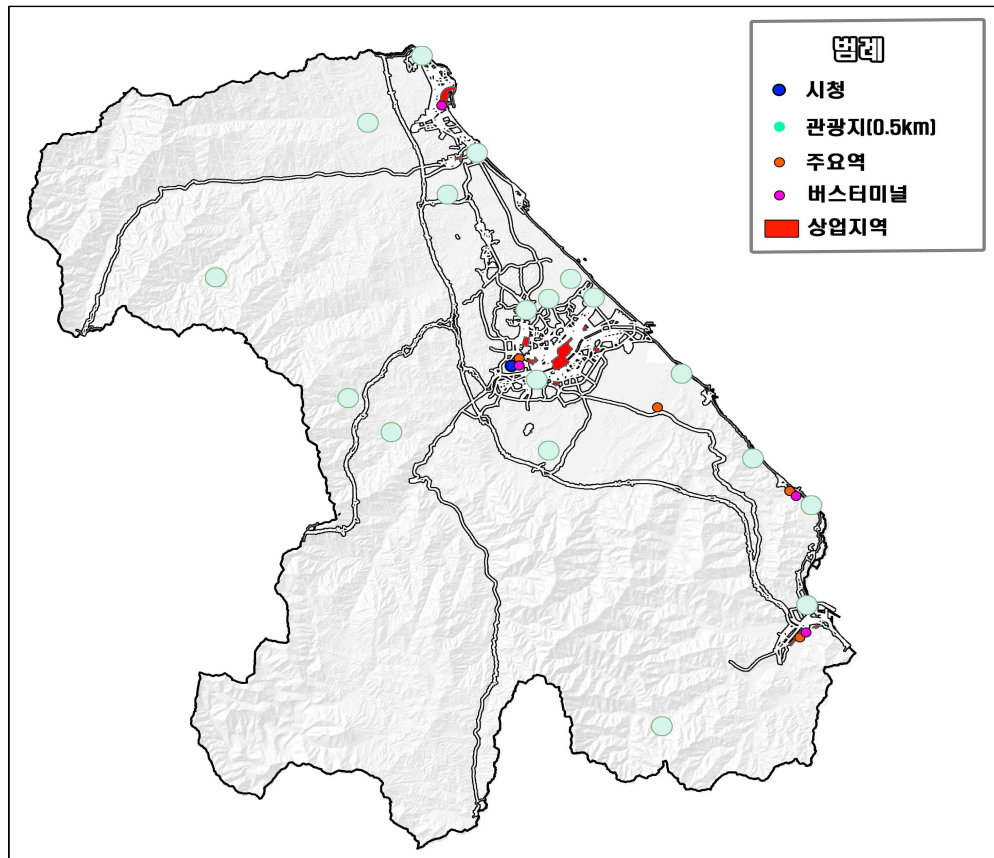 범례
시청
관광지(0.5km)
주요역
버스터미널
상업지역